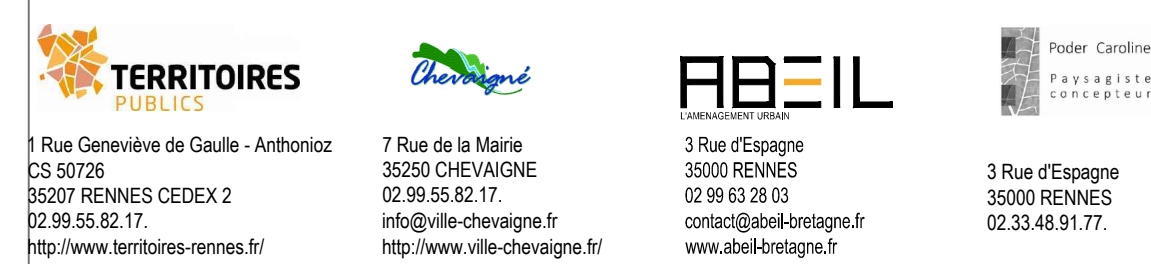 TERRITOIRES
PUBLICS
1 Rue Geneviève de Gaulle - Anthonioz
CS 50726
35207 RENNES CEDEX 2
02.99.55.82.17.
http://www.territoires-rennes.fr/
Chevaigné
7 Rue de la Mairie
35250 CHEVAIGNE
02.99.55.82.17.
info@ville-chevaigne.fr
http://www.ville-chevaigne.fr/
ABEIL
L'AMENAGEMENT URBAIN
3 Rue d'Espagne
35000 RENNES
02 99 63 28 03
contact@abeil-bretagne.fr
www.abeil-bretagne.fr
Poder Caroline
Paysagiste
concepteur
3 Rue d'Espagne
35000 RENNES
02.33.48.91.77.